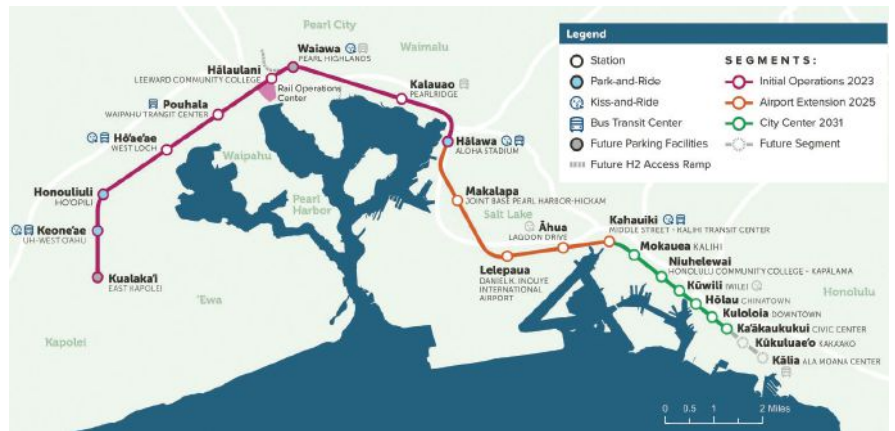 Pearl City
Waiawa
PEARL HIGHLANDS
Waimalu
Hālaulani
LEEWARD COMMUNITY COLLEGE
Rail Operations
Center
Kalauao
PEARLRIDGE
Pouhala
WAIPAHU TRANSIT CENTER
Hō'ae'ae
WEST LOCH
Waipahu
Hālawa
ALOHA STADIUM
Honouliuli
HO'OPILI
Pearl
Harbor
Makalapa
JOINT BASE PEARL HARBOR-HICKAM
Salt Lake
Keone'ae
UH-WEST O'AHU
Āhua
LAGOON DRIVE
Kahauiki
MIDDLE STREET - KALIHI TRANSIT CENTER
Mokauea KALIHI
Kualaka'i
EAST KAPOLEI
Lelepaua
DANIEL K. INOUYE
INTERNATIONAL
AIRPORT
Niuhelewai
HONOLULU COMMUNITY COLLEGE - KAPĀLAMA
Kūwili IWILEI
Honolulu
'Ewa
Hōlau CHINATOWN
Kuloloia DOWNTOWN
Ka'ākaukukui CIVIC CENTER
Kūkuluae'o KAKA'AKO
Kālia ALA MOANA CENTER
Kapolei
0 0.5 1 2 Miles
Legend
Station
Park-and-Ride
Kiss-and-Ride
Bus Transit Center
Future Parking Facilities
Future H2 Access Ramp
SEGMENTS:
Initial Operations 2023
Airport Extension 2025
City Center 2031
Future Segment